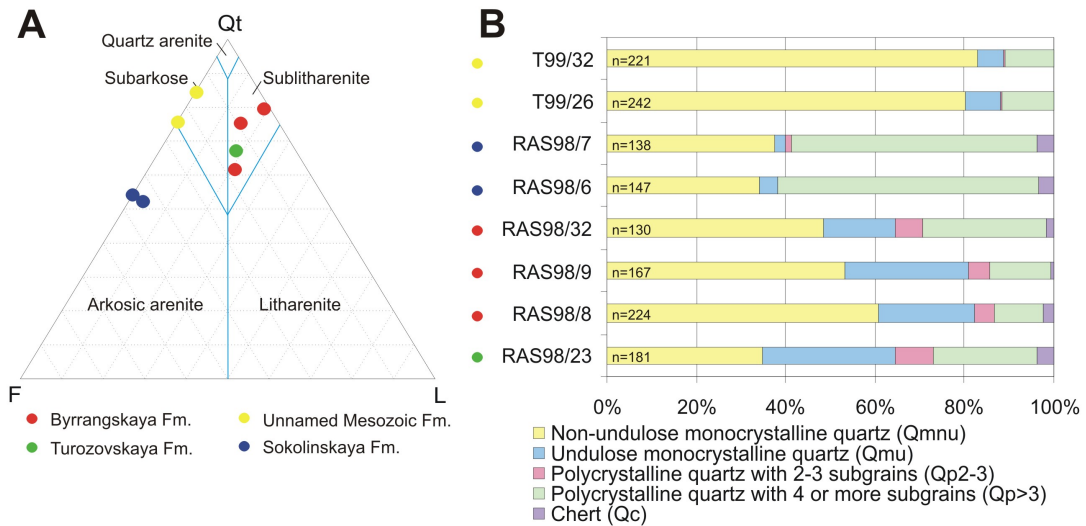 A
Qt
Quartz arenite
Subarkose
Sublitharenite
Arkosic arenite
Litharenite
F
L
Byrrangskaya Fm.
Unnamed Mesozoic Fm.
Turozovskaya Fm.
Sokolinskaya Fm.
B
T99/32 n=221
T99/26 n=242
RAS98/7 n=138
RAS98/6 n=147
RAS98/32 n=130
RAS98/9 n=167
RAS98/8 n=224
RAS98/23 n=181
0% 20% 40% 60% 80% 100%
Non-undulose monocrystalline quartz (Qmnu)
Undulose monocrystalline quartz (Qmu)
Polycrystalline quartz with 2-3 subgrains (Qp2-3)
Polycrystalline quartz with 4 or more subgrains (Qp>3)
Chert (Qc)